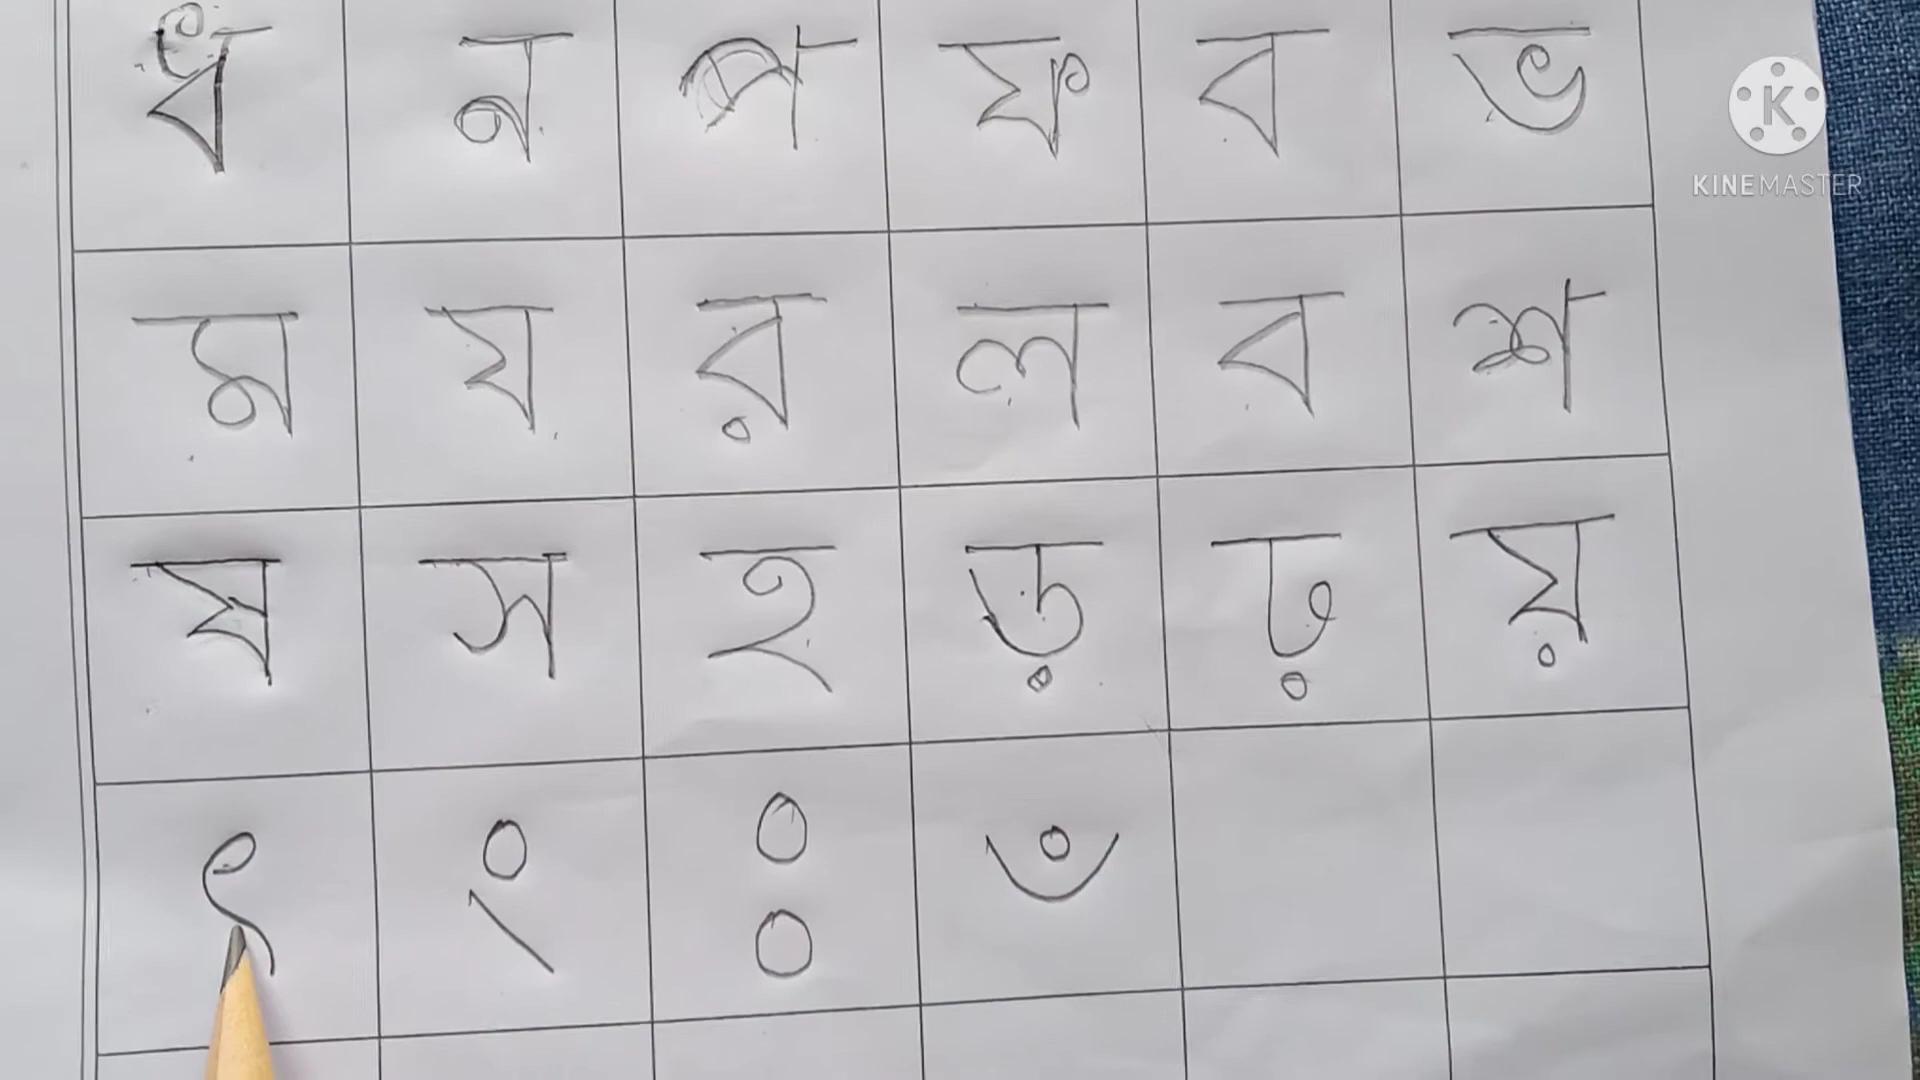 ধ ন প ফ ব ভ
ম য র ল ব শ
ষ স হ ড় ঢ় য়
ৎ ং ঃ ঁ
KINEMASTER